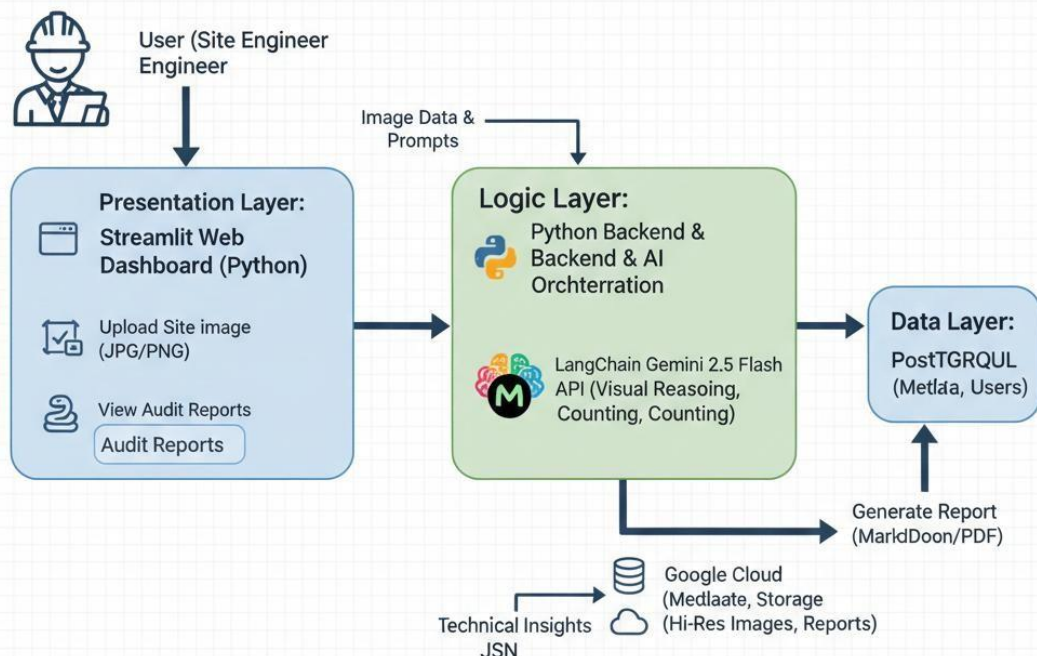 User (Site Engineer
Engineer
Image Data &
Prompts
Presentation Layer:
Streamlit Web
Dashboard (Python)
Upload Site image
(JPG/PNG)
View Audit Reports
Audit Reports
Logic Layer:
Python Backend &
Backend & AI
Orchterration
M
LangChain Gemini 2.5 Flash
API (Visual Reasoing,
Counting, Counting)
Data Layer:
PostTGRQUL
(Metlaa, Users)
Generate Report
(MarkdDoon/PDF)
Google Cloud
(Medlaate, Storage
(Hi-Res Images, Reports)
Technical Insights
JSN